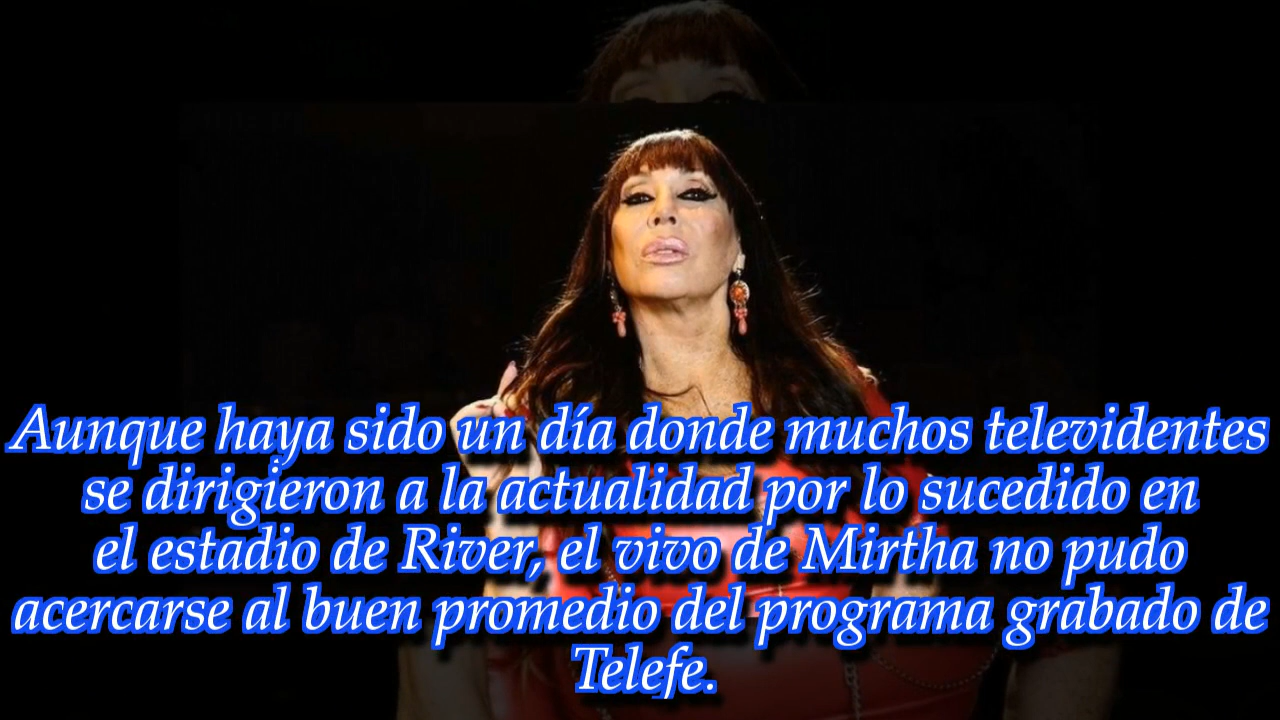 Aunque haya sido un día donde muchos televidentes
se dirigieron a la actualidad por lo sucedido en
el estadio de River, el vivo de Mirtha no pudo
acercarse al buen promedio del programa grabado de
Telefe.